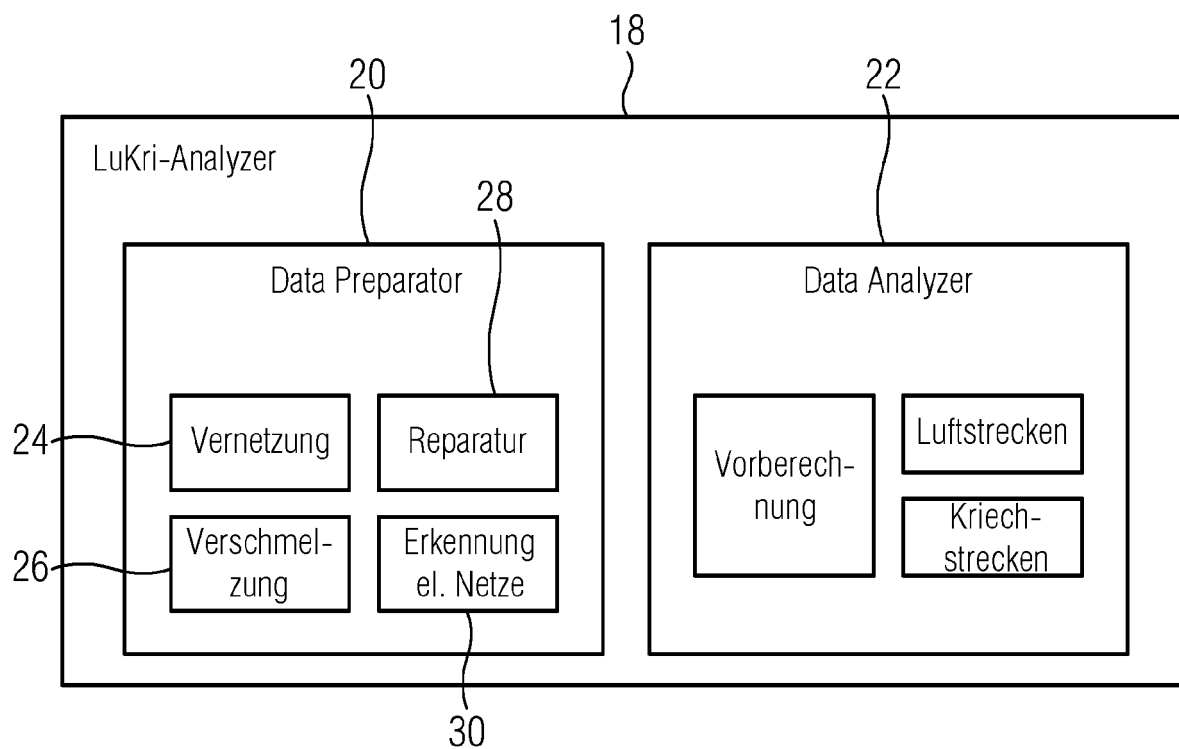 18
20
22
LuKri-Analyzer
28
Data Preparator
Data Analyzer
24
Vernetzung
Reparatur
Vorberech-
nung
Luftstrecken
26
Verschmel-
zung
Erkennung
el. Netze
Kriech-
strecken
30